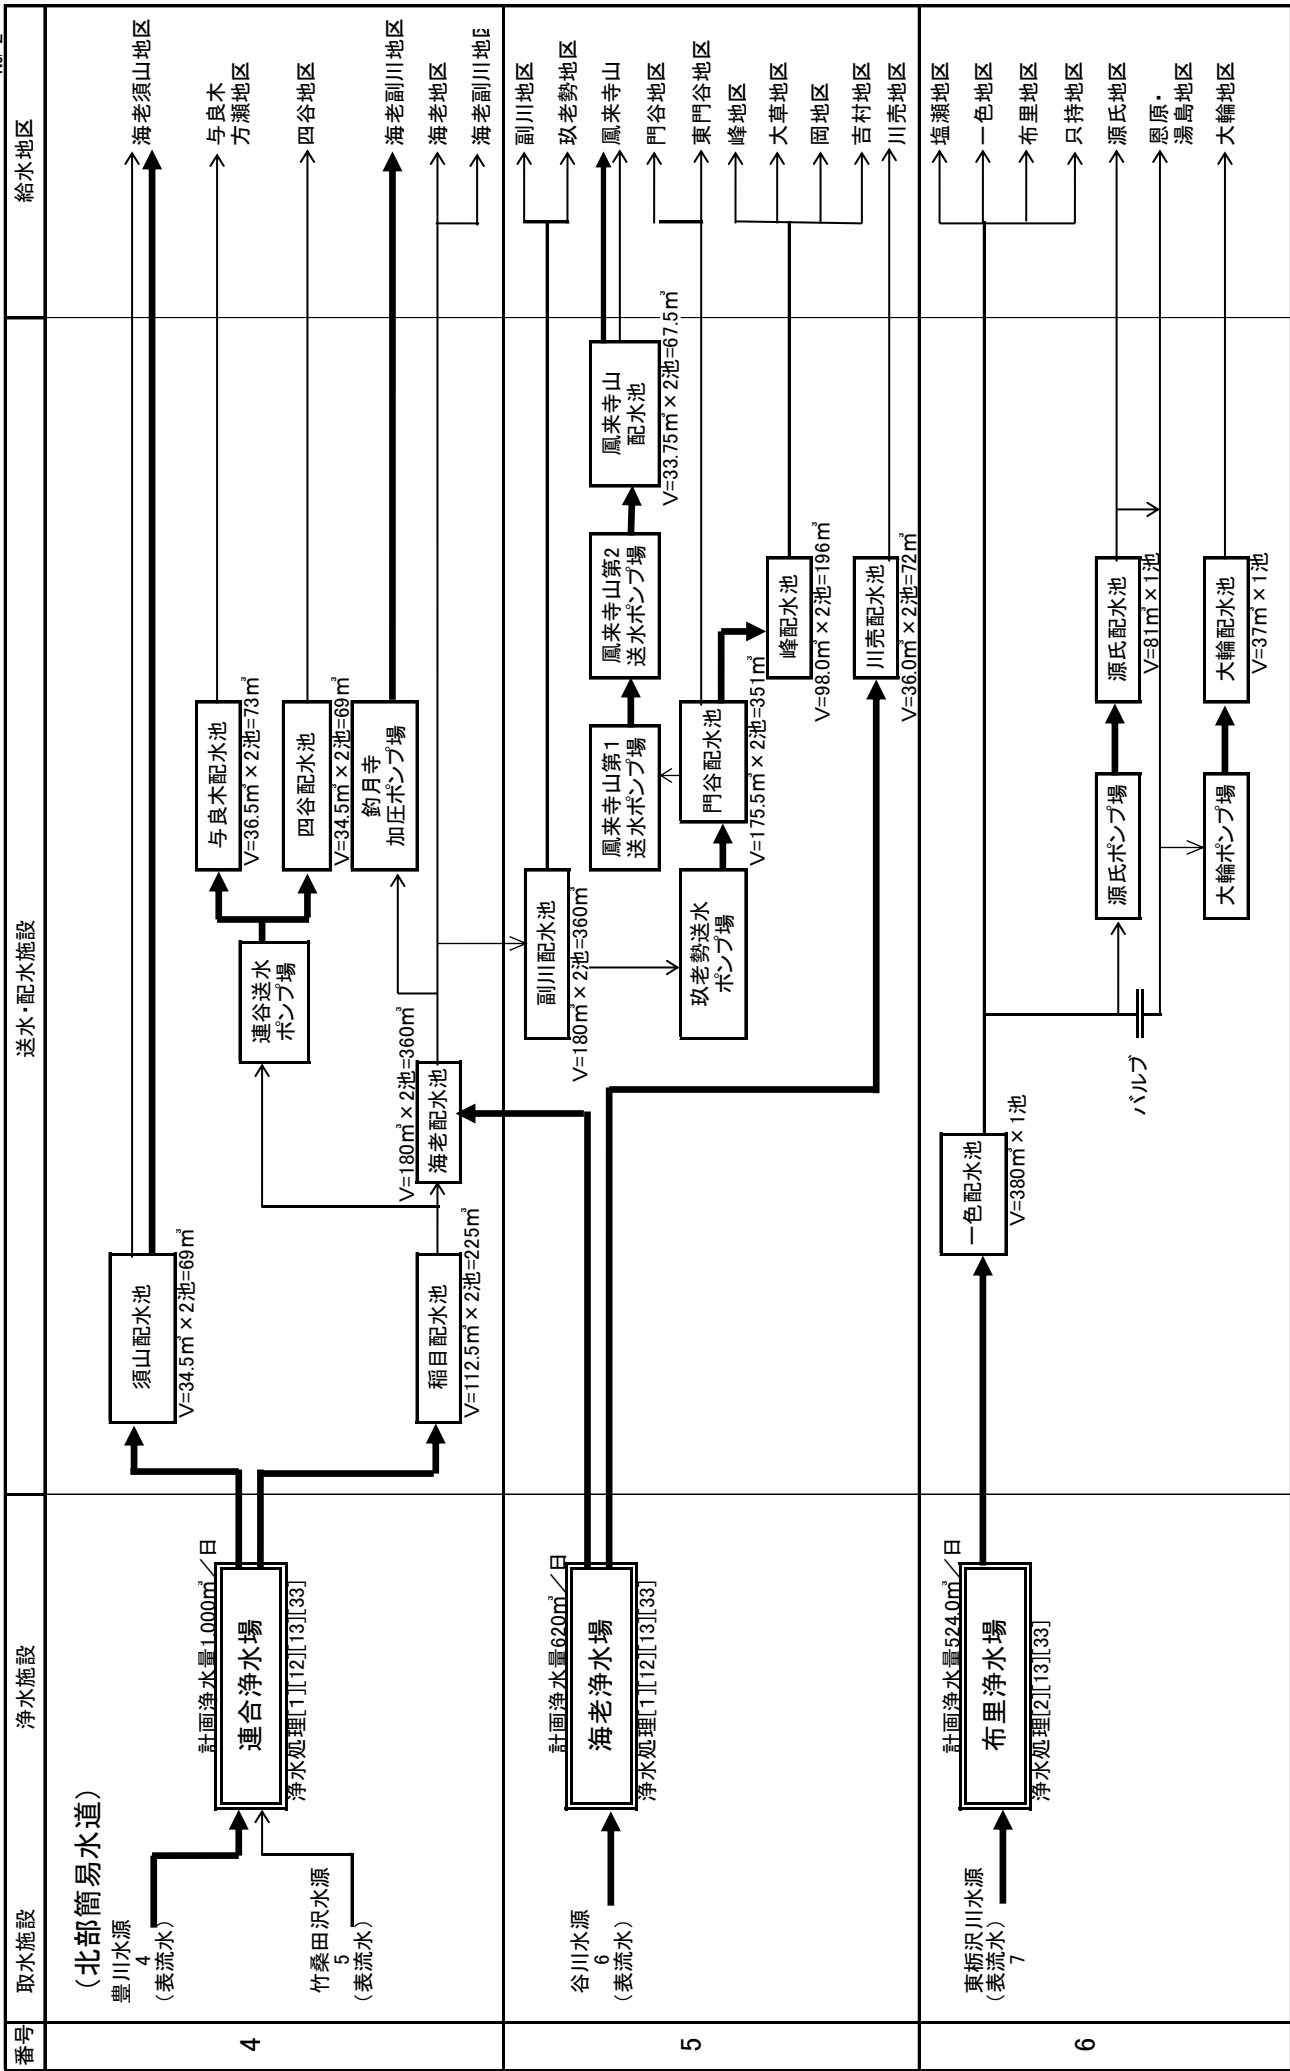 番号
取水施設
浄水施設
送水・配水施設
給水地区
4
(北部簡易水道)
豊川水源
4
(表流水)
竹桑田沢水源
5
(表流水)
計画浄水量1,000m³/日
連合浄水場
浄水処理[1][12][13][33]
須山配水池
V=34.5m³×2池=69m³
稲目配水池
V=112.5m³×2池=225m³
海老配水池
V=180m³×2池=360m³
連谷送水
ポンプ場
与良木配水池
V=36.5m³×2池=73m³
四谷配水池
V=34.5m³×2池=69m³
釣月寺
加圧ポンプ場
海老須山地区
与良木
方瀬地区
四谷地区
海老副川地区
海老地区
海老副川地区
5
谷川水源
6
(表流水)
計画浄水量620m³/日
海老浄水場
浄水処理[1][12][13][33]
副川配水池
V=180m³×2池=360m³
玖老勢送水
ポンプ場
鳳来寺山第1
送水ポンプ場
門谷配水池
V=175.5m³×2池=351m³
鳳来寺山第2
送水ポンプ場
鳳来寺山
配水池
V=33.75m³×2池=67.5m³
峰配水池
V=98.0m³×2池=196m³
川売配水池
V=36.0m³×2池=72m³
副川地区
玖老勢地区
鳳来寺山
門谷地区
東門谷地区
峰地区
大草地区
岡地区
吉村地区
川売地区
6
東栃沢川水源
(表流水)
7
計画浄水量524.0m³/日
布里浄水場
浄水処理[2][13][33]
一色配水池
V=380m³×1池
バルブ
源氏ポンプ場
源氏配水池
V=81m³×1池
大輪ポンプ場
大輪配水池
V=37m³×1池
塩瀬地区
一色地区
布里地区
只持地区
源氏地区
恩原・
湯島地区
大輪地区